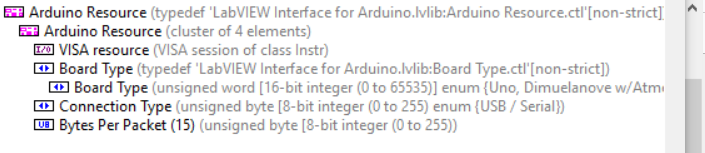 Arduino Resource (typedef 'LabVIEW Interface for Arduino.lvlib:Arduino Resource.ctl'[non-strict])
Arduino Resource (cluster of 4 elements)
I/O VISA resource (VISA session of class Instr)
Board Type (typedef 'LabVIEW Interface for Arduino.lvlib:Board Type.ctl'[non-strict])
Board Type (unsigned word [16-bit integer (0 to 65535)] enum {Uno, Dimuelanove w/Atme
Connection Type (unsigned byte [8-bit integer (0 to 255) enum {USB / Serial})
U8 Bytes Per Packet (15) (unsigned byte [8-bit integer (0 to 255))